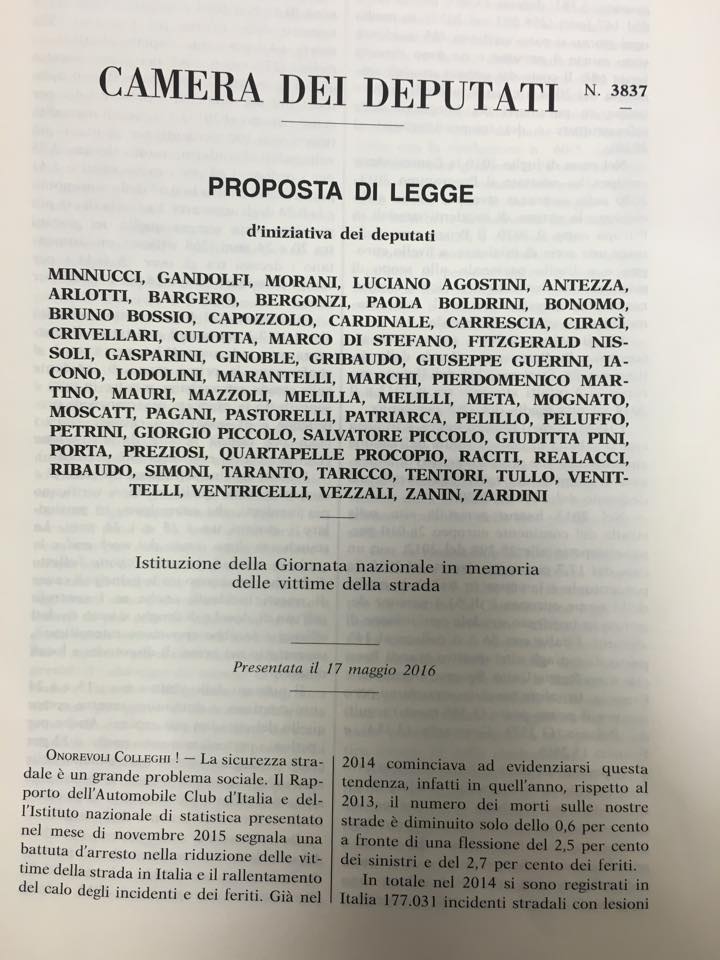 CAMERA DEI DEPUTATI N. 3837
PROPOSTA DI LEGGE
d'iniziativa dei deputati
MINNUCCI, GANDOLFI, MORANI, LUCIANO AGOSTINI, ANTEZZA,
ARLOTTI, BARGERO, BERGONZI, PAOLA BOLDRINI, BONOMO,
BRUNO BOSSIO, CAPOZZOLO, CARDINALE, CARRESCIA, CIRACÌ,
CRIVELLARI, CULOTTA, MARCO DI STEFANO, FITZGERALD NIS-
SOLI, GASPARINI, GINOBLE, GRIBAUDO, GIUSEPPE GUERINI, IA-
CONO, LODOLINI, MARANTELLI, MARCHI, PIERDOMENICO MAR-
TINO, MAURI, MAZZOLI, MELILLA, MELILLI, META, MOGNATO,
MOSCATT, PAGANI, PASTORELLI, PATRIARCA, PELILLO, PELUFFO,
PETRINI, GIORGIO PICCOLO, SALVATORE PICCOLO, GIUDITTA PINI,
PORTA, PREZIOSI, QUARTAPELLE PROCOPIO, RACITI, REALACCI,
RIBAUDO, SIMONI, TARANTO, TARICCO, TENTORI, TULLO, VENIT-
TELLI, VENTRICELLI, VEZZALI, ZANIN, ZARDINI
Istituzione della Giornata nazionale in memoria
delle vittime della strada
Presentata il 17 maggio 2016
ONOREVOLI COLLEGHI ! — La sicurezza stra-
dale è un grande problema sociale. Il Rap-
porto dell'Automobile Club d'Italia e del-
l'Istituto nazionale di statistica presentato
nel mese di novembre 2015 segnala una
battuta d'arresto nella riduzione delle vit-
time della strada in Italia e il rallentamento
del calo degli incidenti e dei feriti. Già nel
2014 cominciava ad evidenziarsi questa
tendenza, infatti in quell'anno, rispetto al
2013, il numero dei morti sulle nostre
strade è diminuito solo dello 0,6 per cento
a fronte di una flessione del 2,5 per cento
dei sinistri e del 2,7 per cento dei feriti.
In totale nel 2014 si sono registrati in
Italia 177.031 incidenti stradali con lesioni